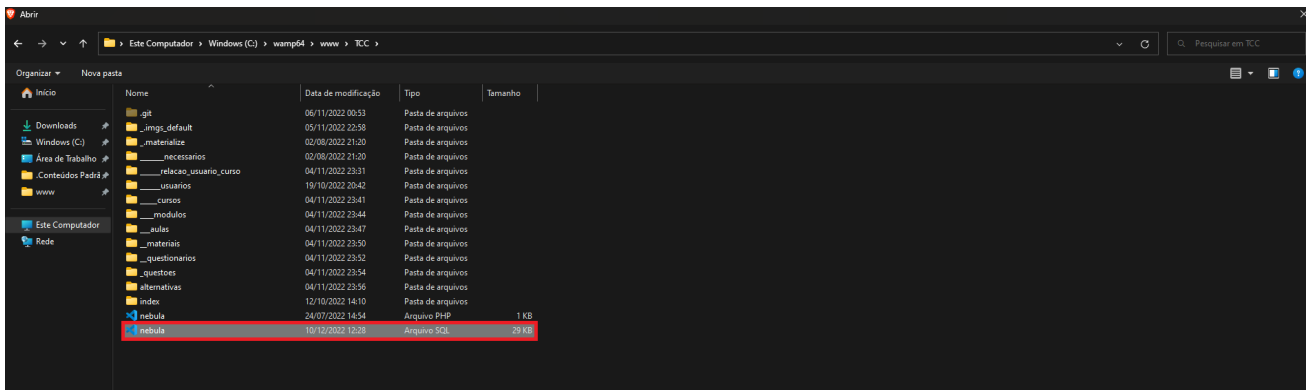 Abrir
Este Computador › Windows (C:) › wamp64 › www › TCC ›
Pesquisar em TCC
Organizar
Nova pasta
Início
Downloads
Windows (C:)
Área de Trabalho
.Conteúdos Padrã
www
Este Computador
Rede
Nome Data de modificação Tipo Tamanho
.git 06/11/2022 00:53 Pasta de arquivos
_.imgs_default 05/11/2022 22:58 Pasta de arquivos
_.materialize 02/08/2022 21:20 Pasta de arquivos
______necessarios 02/08/2022 21:20 Pasta de arquivos
_____relacao_usuario_curso 04/11/2022 23:31 Pasta de arquivos
_____usuarios 19/10/2022 20:42 Pasta de arquivos
____cursos 04/11/2022 23:41 Pasta de arquivos
___modulos 04/11/2022 23:44 Pasta de arquivos
__aulas 04/11/2022 23:47 Pasta de arquivos
_materiais 04/11/2022 23:50 Pasta de arquivos
_questionarios 04/11/2022 23:52 Pasta de arquivos
_questoes 04/11/2022 23:54 Pasta de arquivos
alternativas 04/11/2022 23:56 Pasta de arquivos
index 12/10/2022 14:10 Pasta de arquivos
nebula 24/07/2022 14:54 Arquivo PHP 1 KB
nebula 10/12/2022 12:28 Arquivo SQL 29 KB